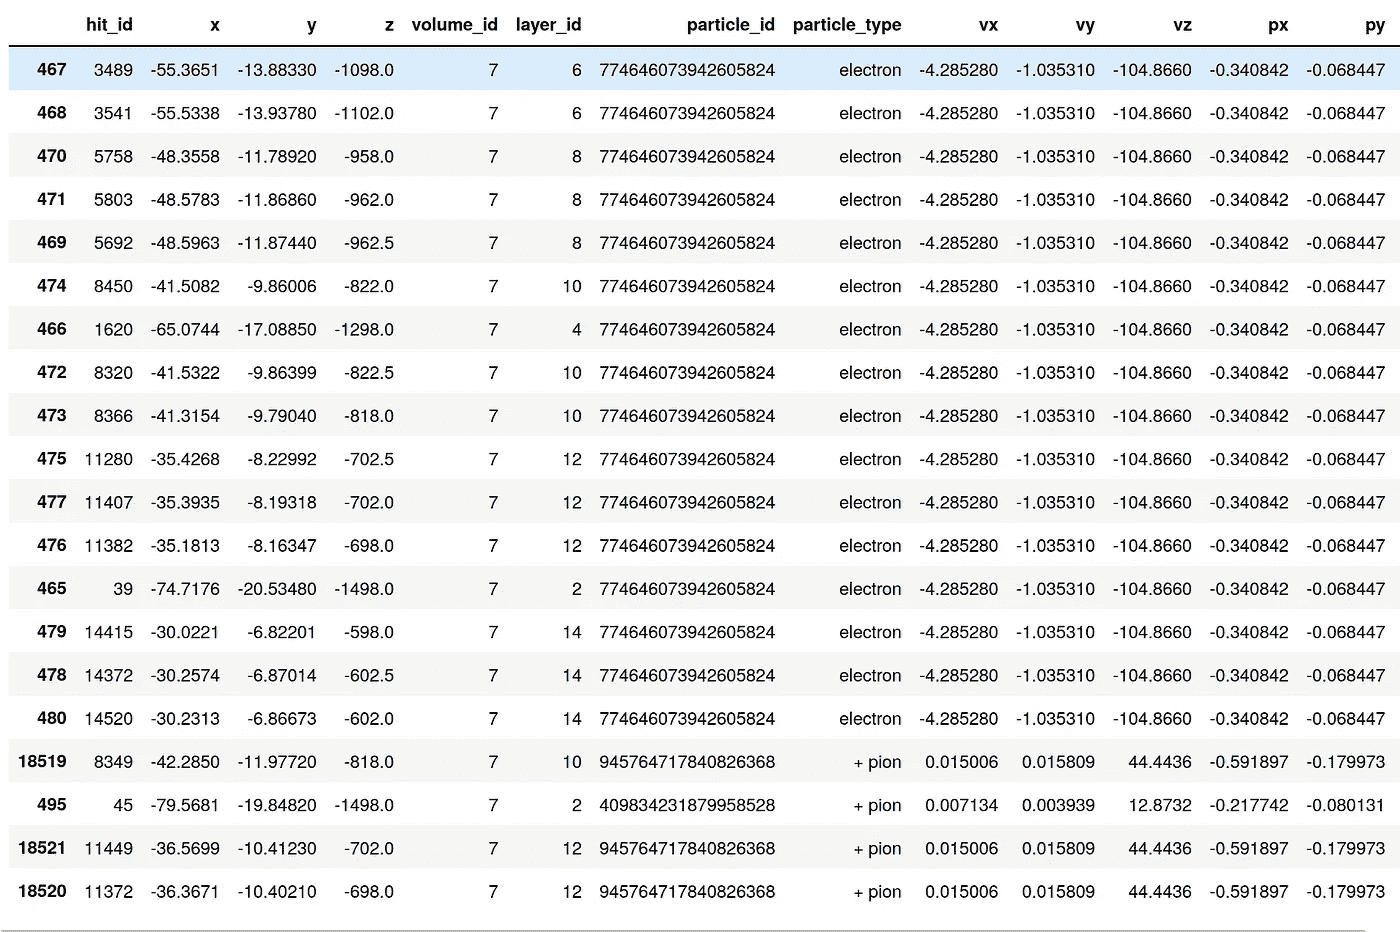 hit_id x y z volume_id layer_id particle_id particle_type vx vy vz px py
467 3489 -55.3651 -13.88330 -1098.0 7 6 774646073942605824 electron -4.285280 -1.035310 -104.8660 -0.340842 -0.068447
468 3541 -55.5338 -13.93780 -1102.0 7 6 774646073942605824 electron -4.285280 -1.035310 -104.8660 -0.340842 -0.068447
470 5758 -48.3558 -11.78920 -958.0 7 8 774646073942605824 electron -4.285280 -1.035310 -104.8660 -0.340842 -0.068447
471 5803 -48.5783 -11.86860 -962.0 7 8 774646073942605824 electron -4.285280 -1.035310 -104.8660 -0.340842 -0.068447
469 5692 -48.5963 -11.87440 -962.5 7 8 774646073942605824 electron -4.285280 -1.035310 -104.8660 -0.340842 -0.068447
474 8450 -41.5082 -9.86006 -822.0 7 10 774646073942605824 electron -4.285280 -1.035310 -104.8660 -0.340842 -0.068447
466 1620 -65.0744 -17.08850 -1298.0 7 4 774646073942605824 electron -4.285280 -1.035310 -104.8660 -0.340842 -0.068447
472 8320 -41.5322 -9.86399 -822.5 7 10 774646073942605824 electron -4.285280 -1.035310 -104.8660 -0.340842 -0.068447
473 8366 -41.3154 -9.79040 -818.0 7 10 774646073942605824 electron -4.285280 -1.035310 -104.8660 -0.340842 -0.068447
475 11280 -35.4268 -8.22992 -702.5 7 12 774646073942605824 electron -4.285280 -1.035310 -104.8660 -0.340842 -0.068447
477 11407 -35.3935 -8.19318 -702.0 7 12 774646073942605824 electron -4.285280 -1.035310 -104.8660 -0.340842 -0.068447
476 11382 -35.1813 -8.16347 -698.0 7 12 774646073942605824 electron -4.285280 -1.035310 -104.8660 -0.340842 -0.068447
465 39 -74.7176 -20.53480 -1498.0 7 2 774646073942605824 electron -4.285280 -1.035310 -104.8660 -0.340842 -0.068447
479 14415 -30.0221 -6.82201 -598.0 7 14 774646073942605824 electron -4.285280 -1.035310 -104.8660 -0.340842 -0.068447
478 14372 -30.2574 -6.87014 -602.5 7 14 774646073942605824 electron -4.285280 -1.035310 -104.8660 -0.340842 -0.068447
480 14520 -30.2313 -6.86673 -602.0 7 14 774646073942605824 electron -4.285280 -1.035310 -104.8660 -0.340842 -0.068447
18519 8349 -42.2850 -11.97720 -818.0 7 10 945764717840826368 + pion 0.015006 0.015809 44.4436 -0.591897 -0.179973
495 45 -79.5681 -19.84820 -1498.0 7 2 409834231879958528 + pion 0.007134 0.003939 12.8732 -0.217742 -0.080131
18521 11449 -36.5699 -10.41230 -702.0 7 12 945764717840826368 + pion 0.015006 0.015809 44.4436 -0.591897 -0.179973
18520 11372 -36.3671 -10.40210 -698.0 7 12 945764717840826368 + pion 0.015006 0.015809 44.4436 -0.591897 -0.179973